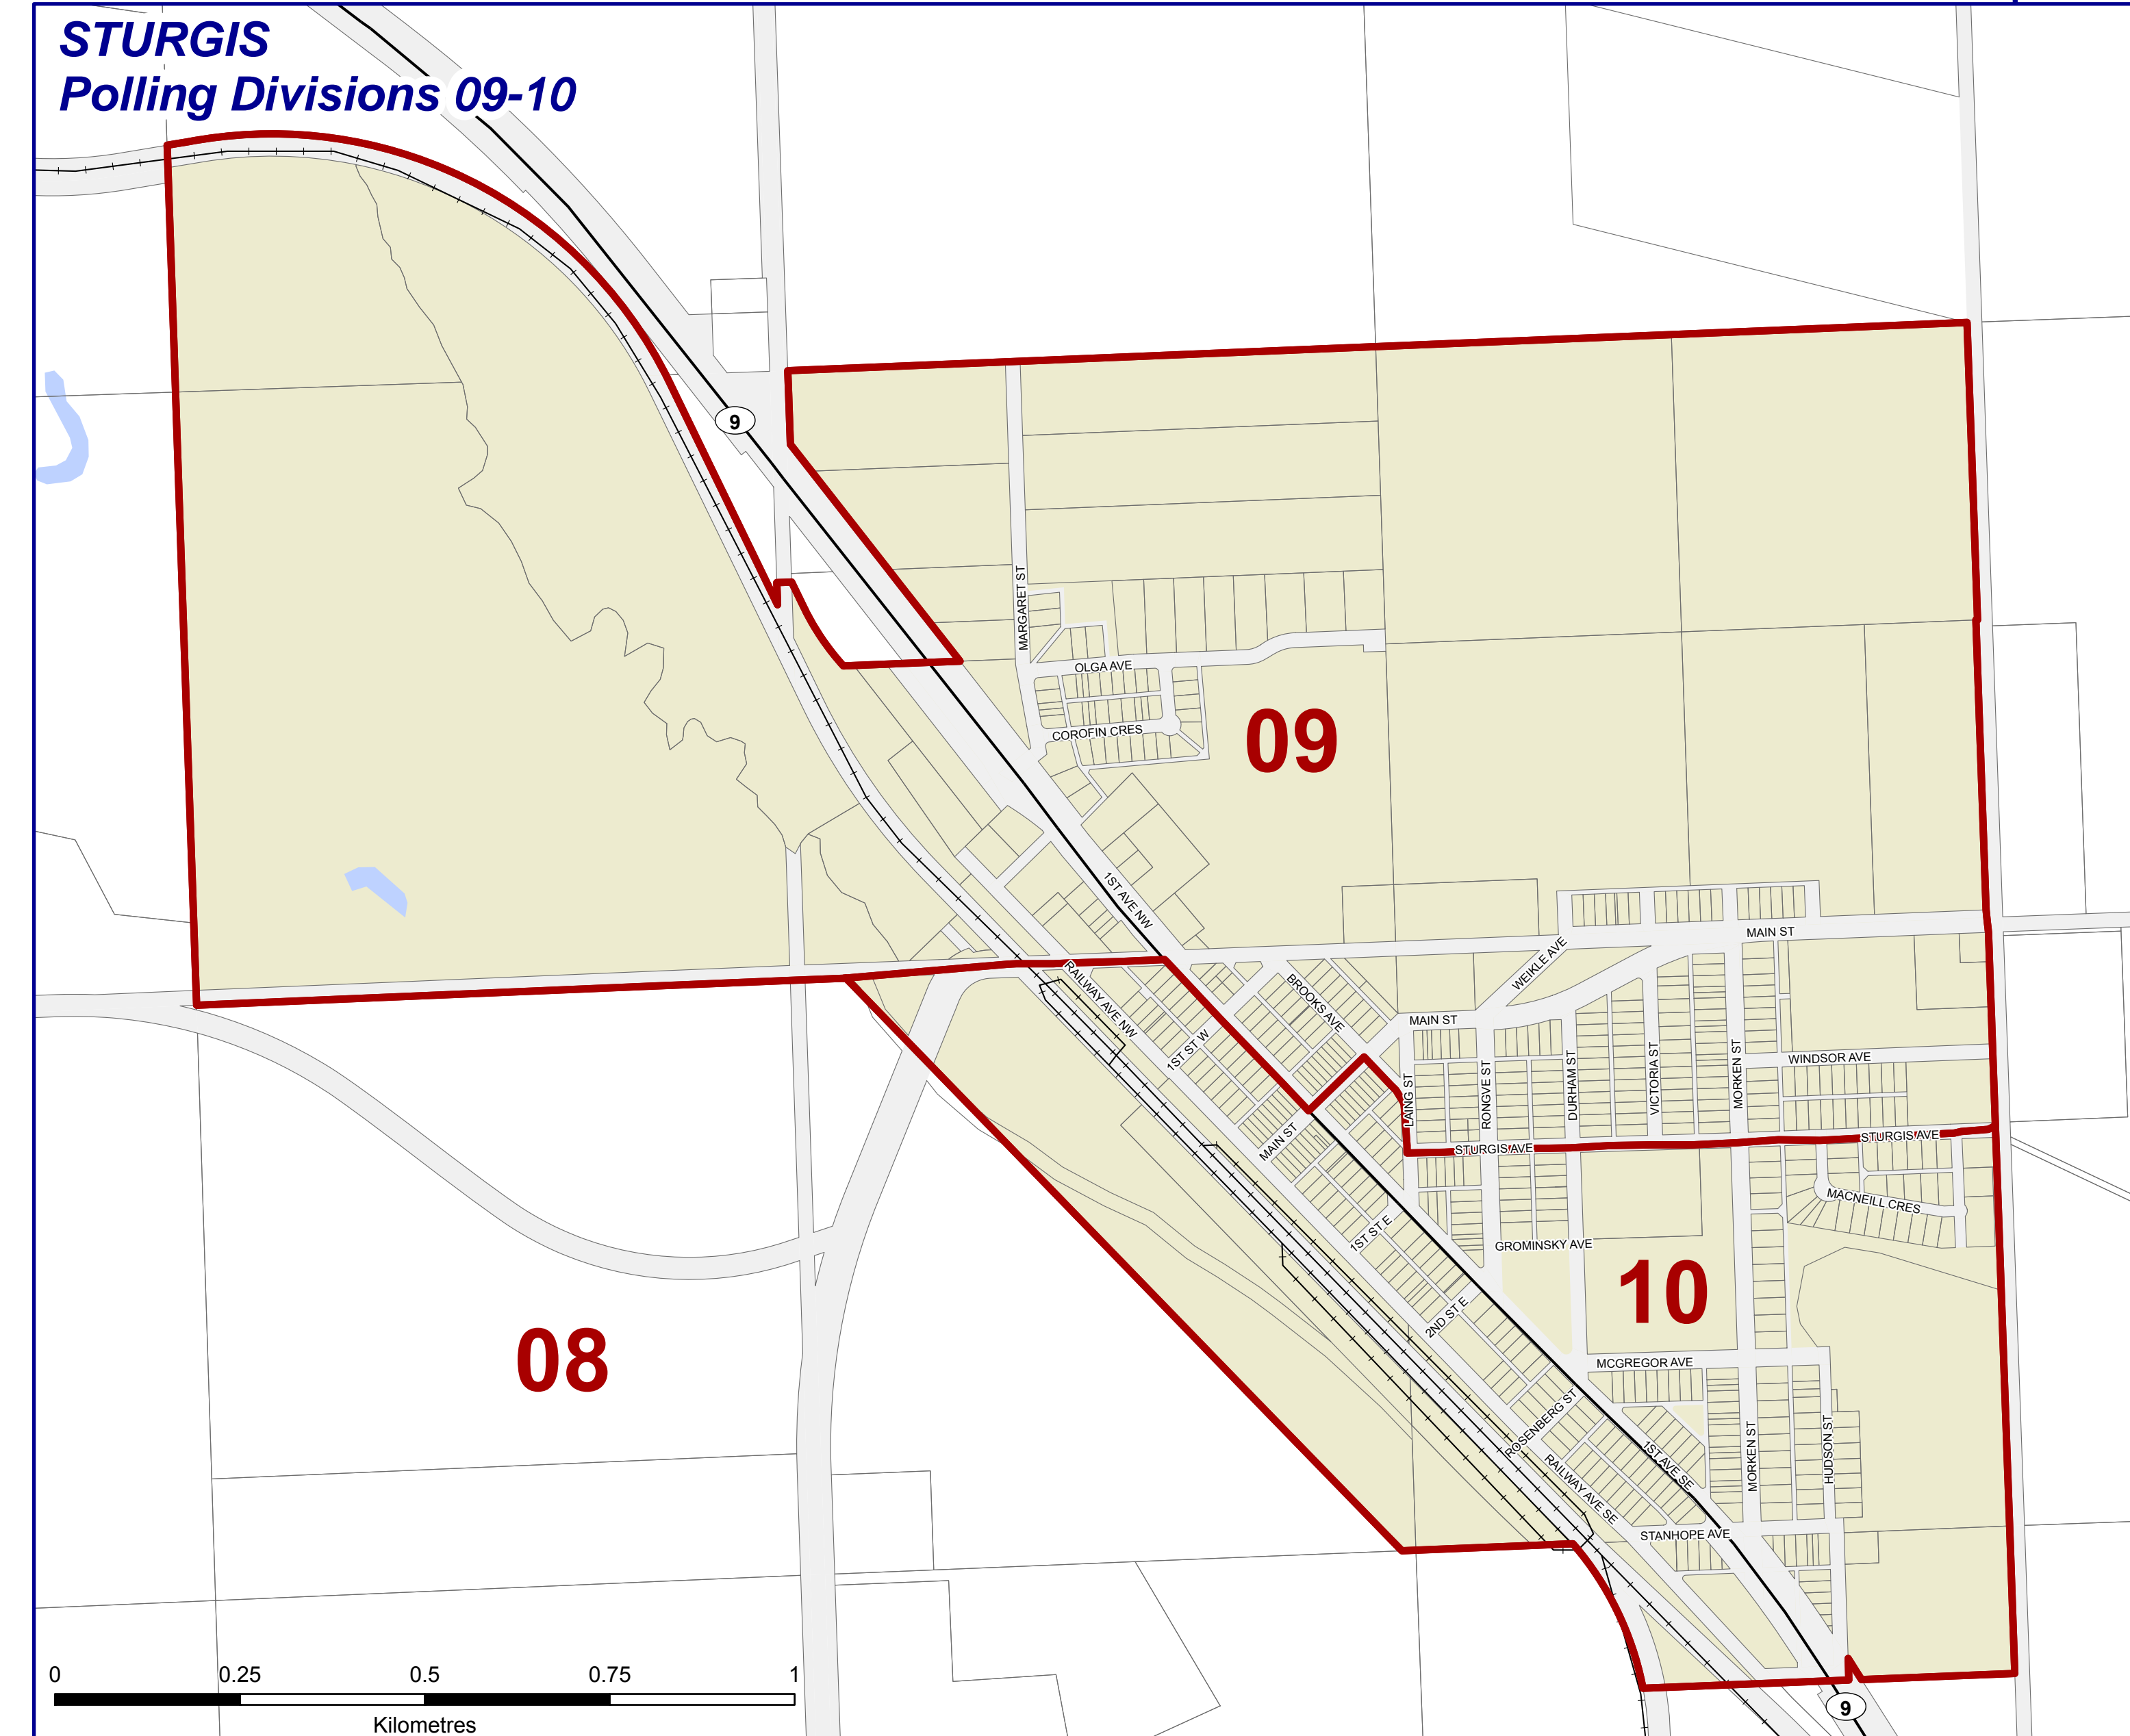 STURGIS
Polling Divisions 09-10
9
MARGARET ST
OLGA AVE
COROFIN CRES
09
1ST AVE NW
MAIN ST
WEIKLE AVE
RAILWAY AVE NW
BROOKS AVE
MAIN ST
1ST ST W
WINDSOR AVE
LAING ST
RONGVE ST
DURHAM ST
VICTORIA ST
MORKEN ST
MAIN ST
STURGIS AVE
STURGIS AVE
MACNEILL CRES
1ST ST E
GROMINSKY AVE
10
2ND ST E
08
MCGREGOR AVE
ROSENBERG ST
1ST AVE SE
MORKEN ST
HUDSON ST
RAILWAY AVE SE
STANHOPE AVE
0 0.25 0.5 0.75 1
Kilometres
9